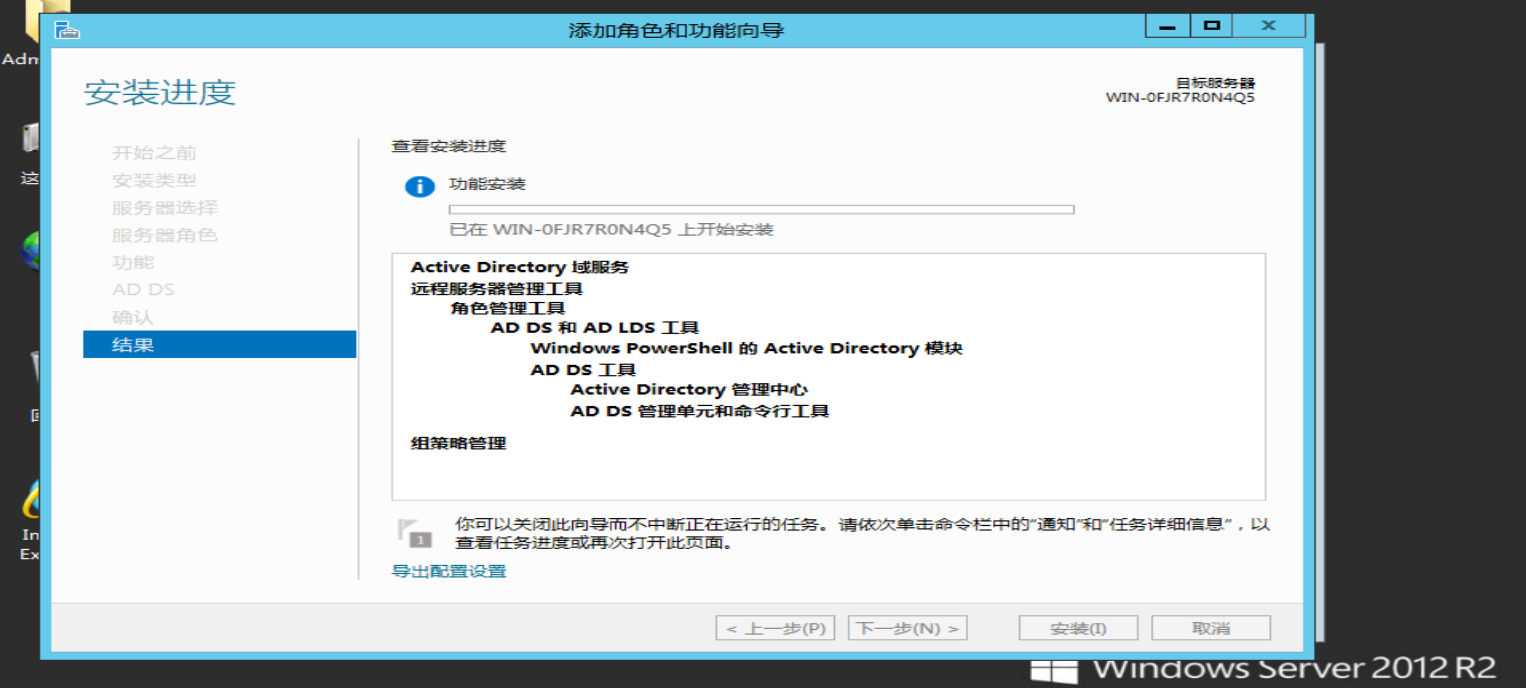 添加角色和功能向导
Adm
安装进度
目标服务器
WIN-0FJR7R0N4Q5
开始之前
安装类型
服务器选择
服务器角色
功能
AD DS
确认
结果
这
查看安装进度
功能安装
已在 WIN-0FJR7R0N4Q5 上开始安装
Active Directory 域服务
远程服务器管理工具
角色管理工具
AD DS 和 AD LDS 工具
Windows PowerShell 的 Active Directory 模块
AD DS 工具
Active Directory 管理中心
AD DS 管理单元和命令行工具
组策略管理
In
Ex
1
你可以关闭此向导而不中断正在运行的任务。请依次单击命令栏中的"通知"和"任务详细信息"，以
查看任务进度或再次打开此页面。
导出配置设置
< 上一步(P)
下一步(N) >
安装(I)
取消
Windows Server 2012 R2